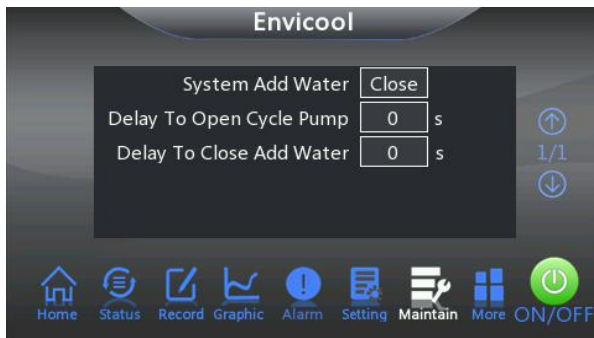 Envicool
System Add Water Close
Delay To Open Cycle Pump 0 s
Delay To Close Add Water 0 s
1/1
Home Status Record Graphic Alarm Setting Maintain More ON/OFF